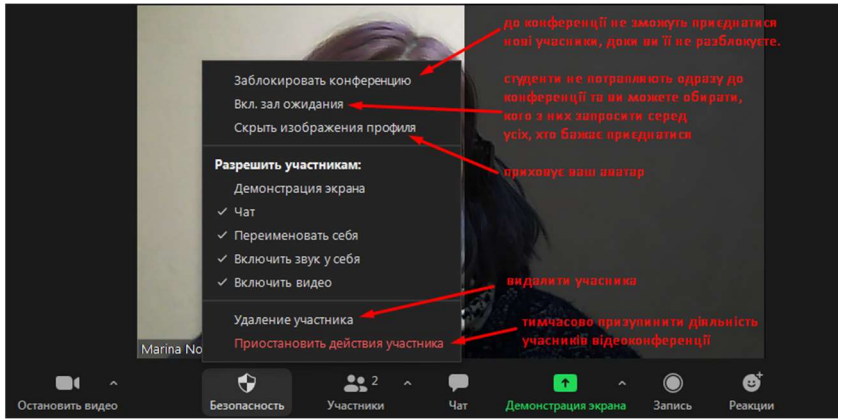 до конференції не зможуть приєднатися
нові учасники, доки ви її не разблокуєте.
Заблокировать конференцию
Вкл. зал ожидания
Скрыть изображения профиля
студенти не потрапляють одразу до
конференції та ви можете обирати,
кого з них запросити серед
усіх, хто бажає приєднатися
приховує ваш аватар
Разрешить участникам:
Демонстрация экрана
Чат
Переименовать себя
Включить звук у себя
Включить видео
видалити учасника
Удаление участника
Приостановить действия участника
тимчасово призупинити діяльність
учасників відеоконференції
Marina No
Остановить видео
Безопасность
2
Участники
Чат
Демонстрация экрана
Запись
Реакции